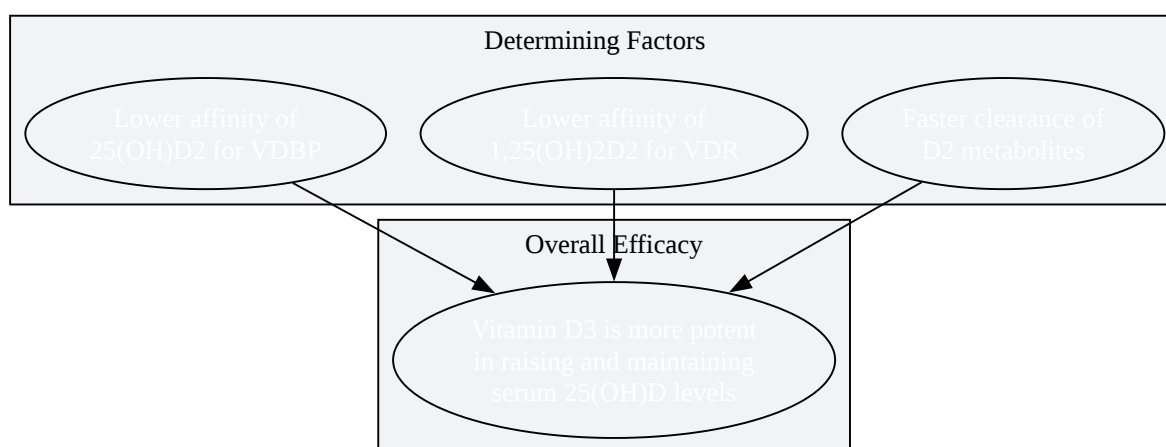 Determining Factors
Lower affinity of
25(OH)D2 for VDBP
Lower affinity of
1,25(OH)2D2 for VDR
Faster clearance of
D2 metabolites
Overall Efficacy
Vitamin D3 is more potent
in raising and maintaining
serum 25(OH)D levels